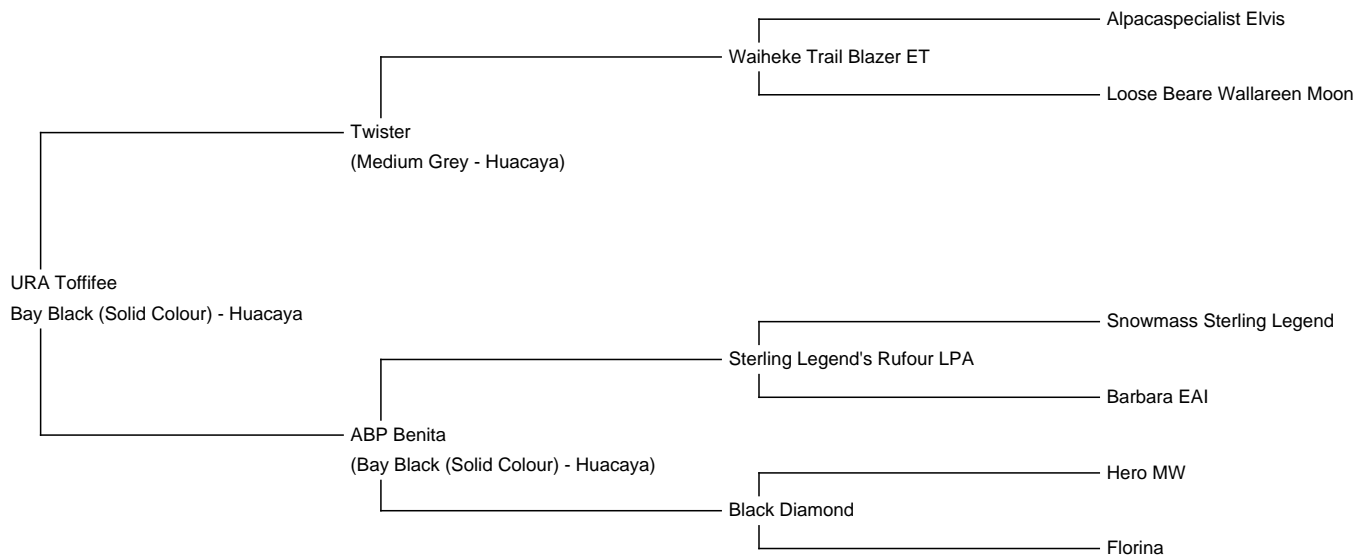 Alpacaspecialist Elvis
Waiheke Trail Blazer ET
Loose Beare Wallareen Moon
Twister
(Medium Grey - Huacaya)
URA Toffifee
Bay Black (Solid Colour) - Huacaya
Snowmass Sterling Legend
Sterling Legend's Rufour LPA
Barbara EAI
ABP Benita
(Bay Black (Solid Colour) - Huacaya)
Hero MW
Black Diamond
Florina